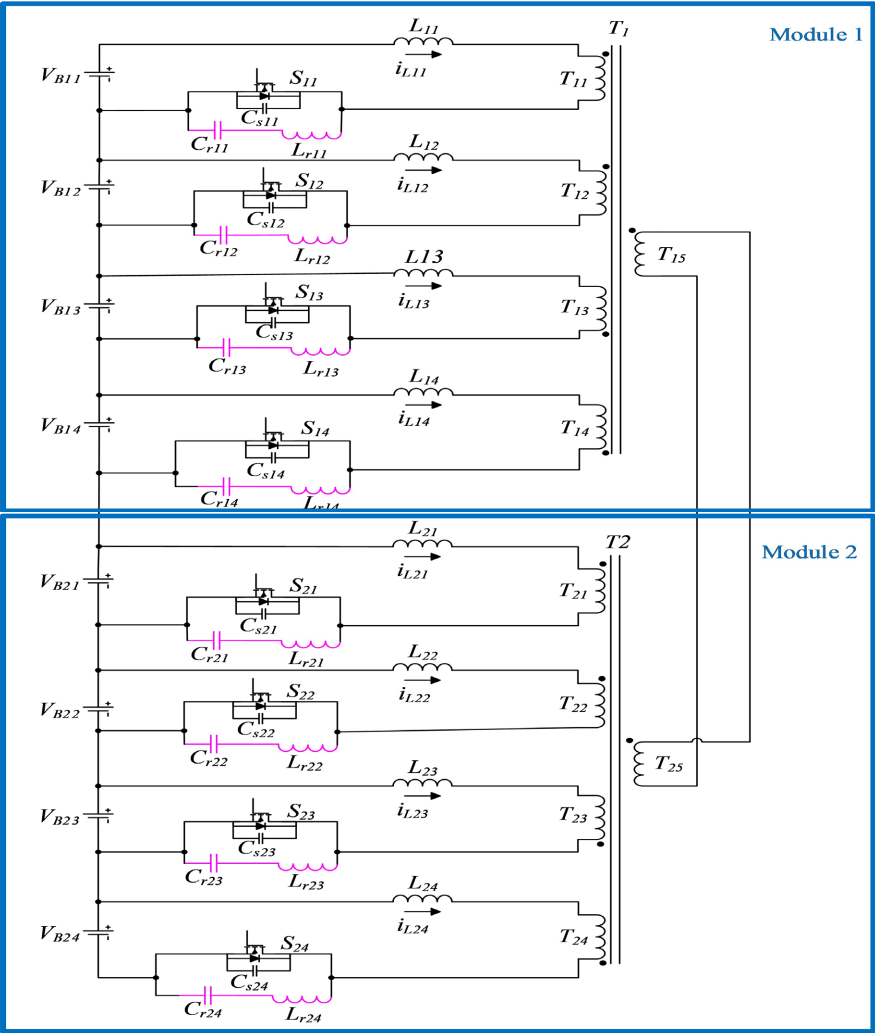 L11
T1
Module 1
VB11
S11
iL11
T11
Cs11
Cr11
Lr11
L12
VB12
S12
iL12
T12
Cs12
Cr12
Lr12
T15
L13
VB13
S13
iL13
T13
Cs13
Cr13
Lr13
L14
VB14
S14
iL14
T14
Cs14
Cr14
Lr14
L21
T2
Module 2
VB21
S21
iL21
T21
Cs21
Cr21
Lr21
L22
VB22
S22
iL22
T22
Cs22
Cr22
Lr22
T25
L23
VB23
S23
iL23
T23
Cs23
Cr23
Lr23
L24
VB24
S24
iL24
T24
Cs24
Cr24
Lr24